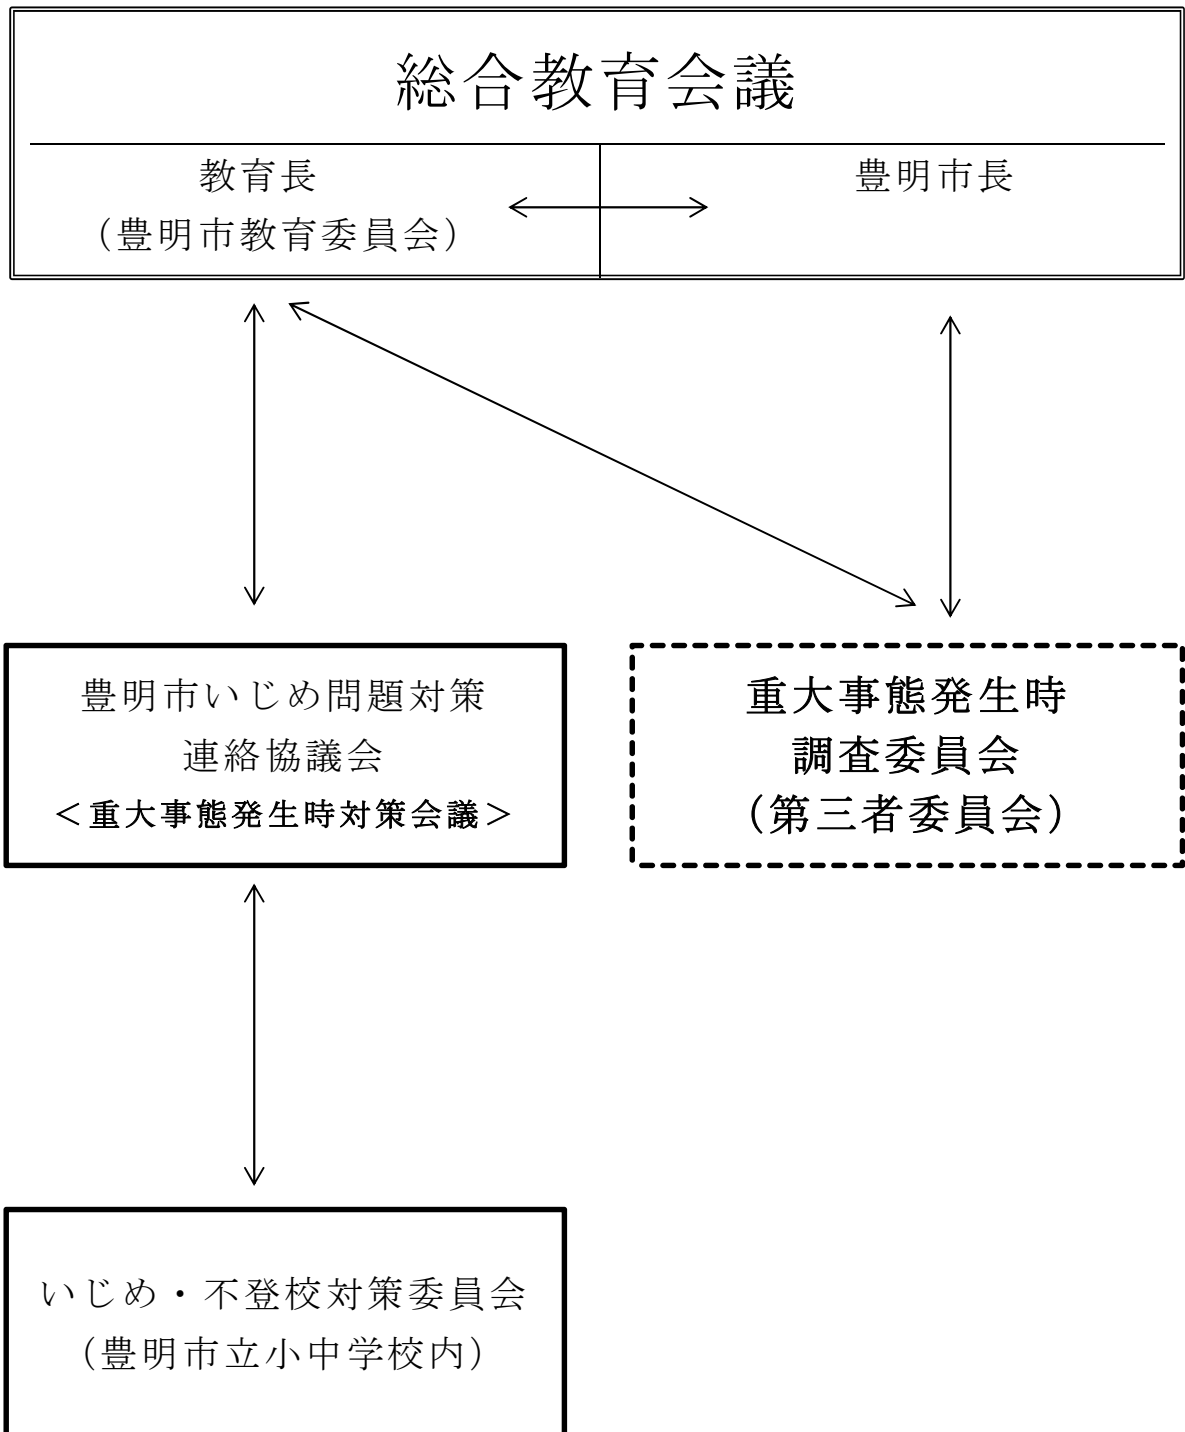 総合教育会議
教育長
（豊明市教育委員会）
豊明市長
豊明市いじめ問題対策
連絡協議会
＜重大事態発生時対策会議＞
重大事態発生時
調査委員会
（第三者委員会）
いじめ・不登校対策委員会
（豊明市立小中学校内）